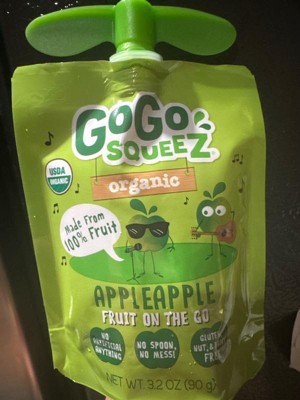 GoGo
SQUEEZ
USDA
ORGANIC
organic
Made From
100% Fruit
APPLEAPPLE
FRUIT ON THE GO
NO
ARTIFICIAL
ANYTHING
NO SPOON,
NO MESS!
NUT,
FREE
NET WT 3.2 OZ (90 g)